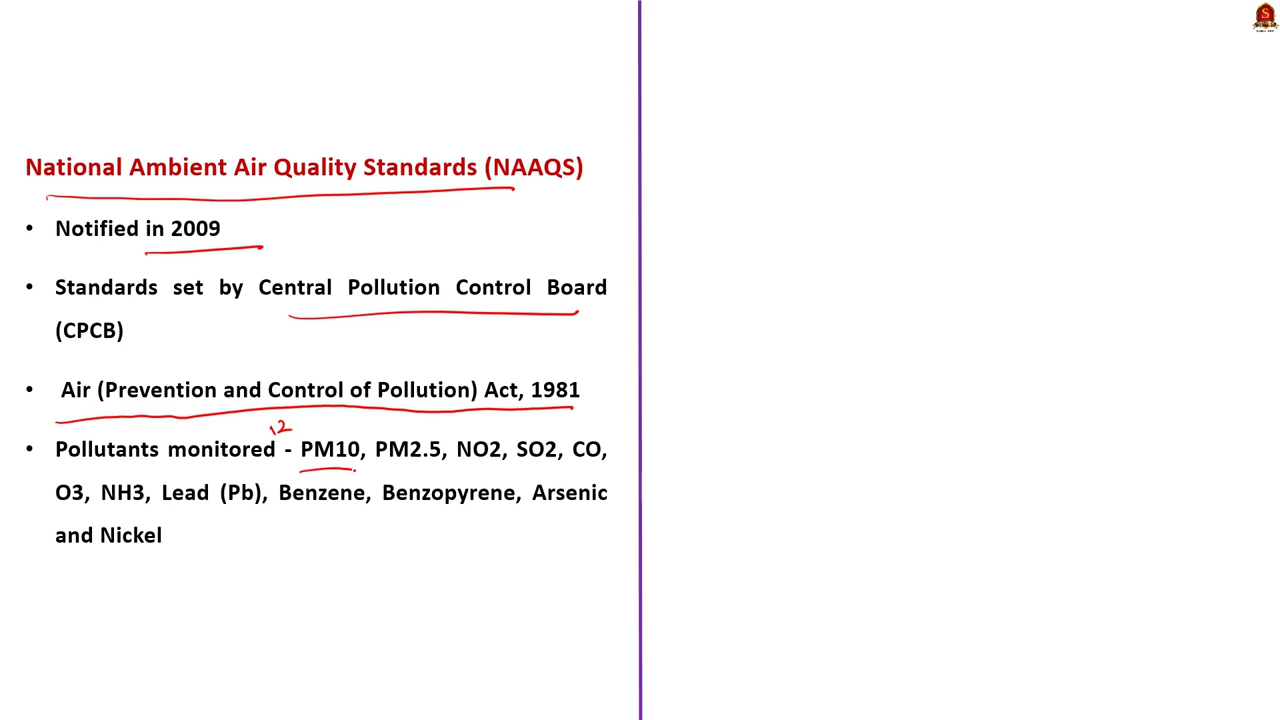 National Ambient Air Quality Standards (NAAQS)
• Notified in 2009
• Standards set by Central Pollution Control Board
(CPCB)
• Air (Prevention and Control of Pollution) Act, 1981
12
• Pollutants monitored - PM10, PM2.5, NO2, SO2, CO,
O3, NH3, Lead (Pb), Benzene, Benzopyrene, Arsenic
and Nickel
S